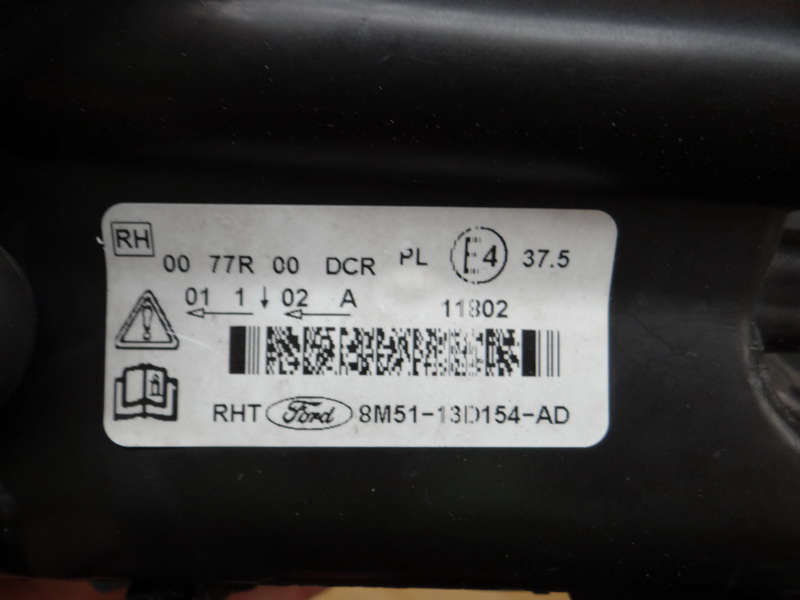 RH
00 77R 00 DCR PL E4 37.5
01 1↓ 02 A 11802
RHT Ford 8M51-13D154-AD